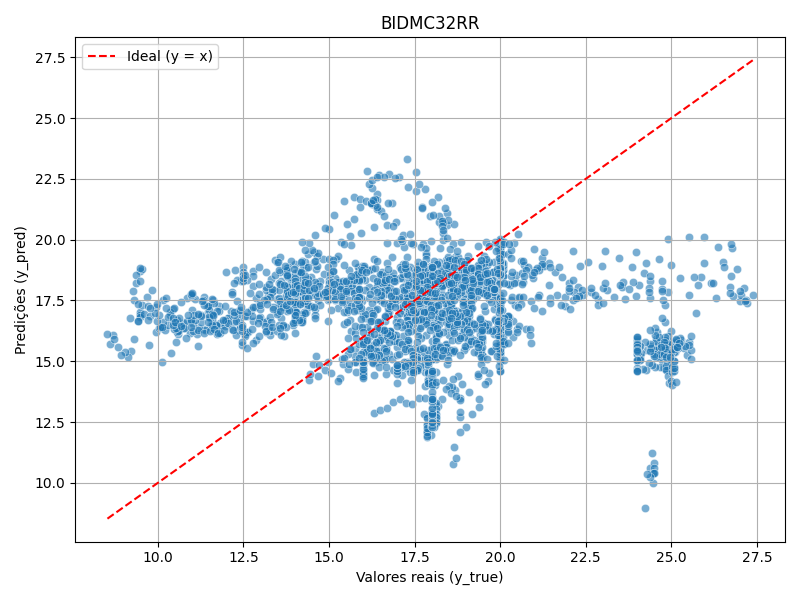 BIDMC32RR
Ideal (y = x)
27.5
25.0
22.5
20.0
17.5
15.0
12.5
10.0
Predições (y_pred)
10.0 12.5 15.0 17.5 20.0 22.5 25.0 27.5
Valores reais (y_true)